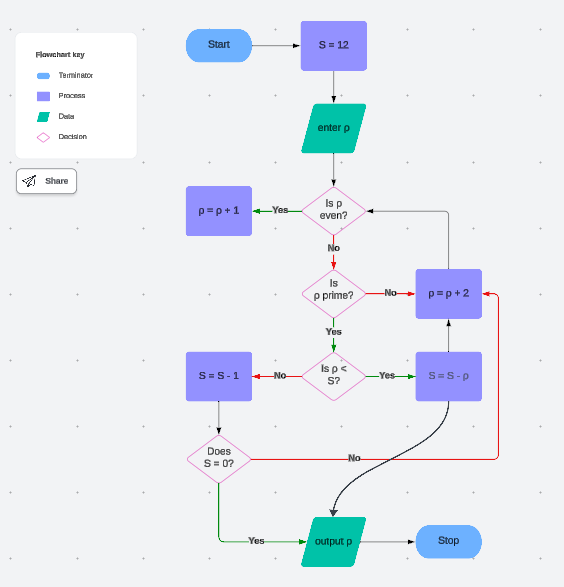 Start
S = 12
Flowchart key
Terminator
Process
Data
Decision
Share
enter ρ
Is ρ
even?
Yes
ρ = ρ + 1
No
Is
ρ prime?
No
ρ = ρ + 2
Yes
Is ρ <
S?
No
S = S - 1
Yes
S = S - ρ
Does
S = 0?
No
Yes
output ρ
Stop